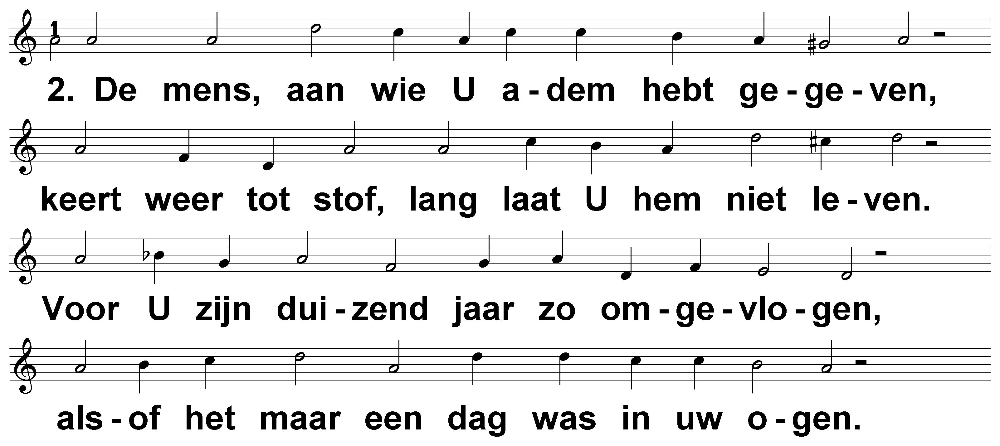 1
2. De mens, aan wie U a - dem hebt ge - ge - ven,
keert weer tot stof, lang laat U hem niet le - ven.
Voor U zijn dui - zend jaar zo om - ge - vlo - gen,
als - of het maar een dag was in uw o - gen.